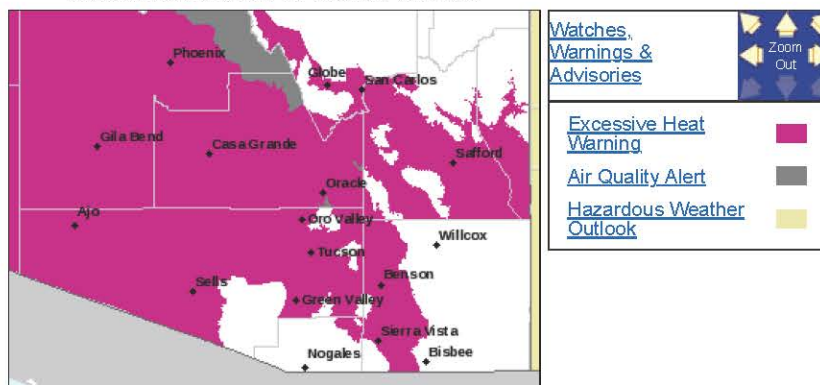 Phoenix
Globe
San Carlos
Gila Bend
Casa Grande
Safford
Oracle
Ajo
Oro Valley
Willcox
Tucson
Sells
Benson
Green Valley
Sierra Vista
Nogales
Bisbee
Watches,
Warnings &
Advisories
Zoom
Out
Excessive Heat
Warning
Air Quality Alert
Hazardous Weather
Outlook